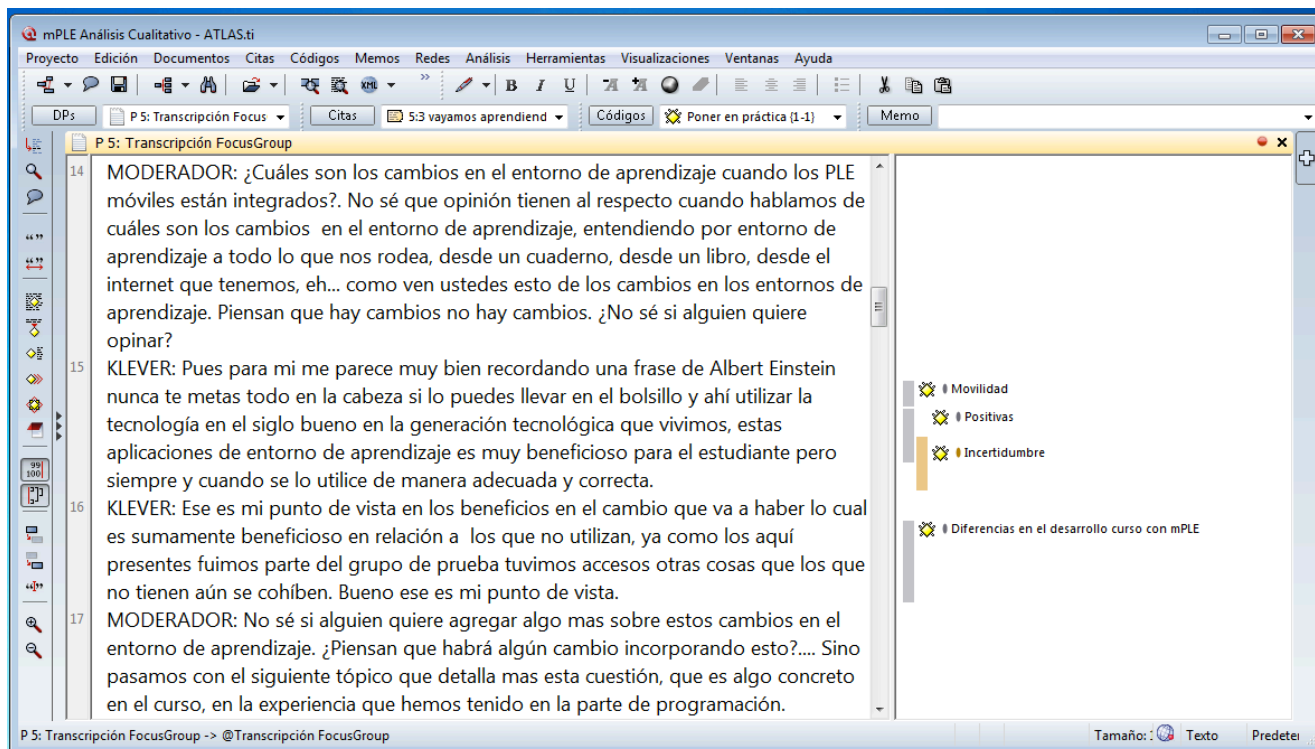 mPLE Análisis Cualitativo - ATLAS.ti
Proyecto Edición Documentos Citas Códigos Memos Redes Análisis Herramientas Visualizaciones Ventanas Ayuda
XML » B I U A A
DPs P 5: Transcripción Focus Citas 5:3 vayamos aprendiend Códigos Poner en práctica {1-1} Memo
P 5: Transcripción FocusGroup
14 MODERADOR: ¿Cuáles son los cambios en el entorno de aprendizaje cuando los PLE
móviles están integrados?. No sé que opinión tienen al respecto cuando hablamos de
cuáles son los cambios en el entorno de aprendizaje, entendiendo por entorno de
aprendizaje a todo lo que nos rodea, desde un cuaderno, desde un libro, desde el
internet que tenemos, eh... como ven ustedes esto de los cambios en los entornos de
aprendizaje. Piensan que hay cambios no hay cambios. ¿No sé si alguien quiere
opinar?
15 KLEVER: Pues para mi me parece muy bien recordando una frase de Albert Einstein
nunca te metas todo en la cabeza si lo puedes llevar en el bolsillo y ahí utilizar la
tecnología en el siglo bueno en la generación tecnológica que vivimos, estas
aplicaciones de entorno de aprendizaje es muy beneficioso para el estudiante pero
siempre y cuando se lo utilice de manera adecuada y correcta.
16 KLEVER: Ese es mi punto de vista en los beneficios en el cambio que va a haber lo cual
es sumamente beneficioso en relación a los que no utilizan, ya como los aquí
presentes fuimos parte del grupo de prueba tuvimos accesos otras cosas que los que
no tienen aún se cohíben. Bueno ese es mi punto de vista.
17 MODERADOR: No sé si alguien quiere agregar algo mas sobre estos cambios en el
entorno de aprendizaje. ¿Piensan que habrá algún cambio incorporando esto?.... Sino
pasamos con el siguiente tópico que detalla mas esta cuestión, que es algo concreto
en el curso, en la experiencia que hemos tenido en la parte de programación.
Movilidad
Positivas
Incertidumbre
Diferencias en el desarrollo curso con mPLE
99
100
P 5: Transcripción FocusGroup -> @Transcripción FocusGroup Tamaño: Texto Predeter